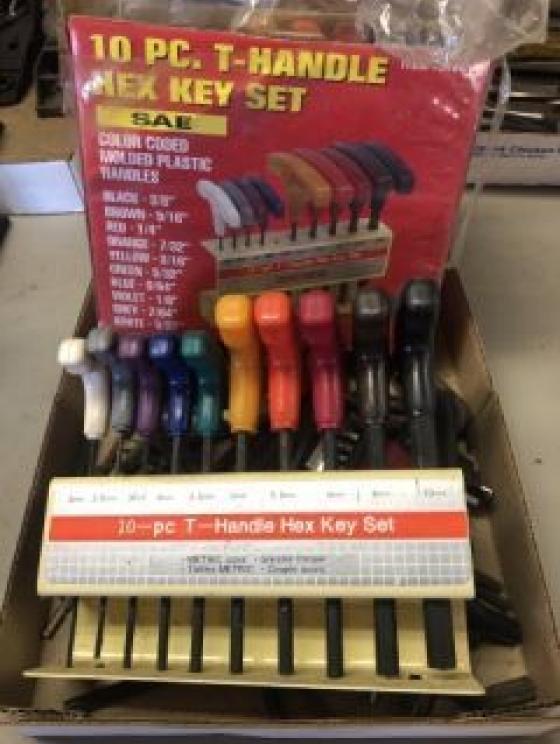 10 PC. T-HANDLE
HEX KEY SET
SAE
COLOR CODED
MOLDED PLASTIC
HANDLES
BLACK - 3/8"
BROWN - 5/16"
RED - 1/4"
ORANGE - 7/32"
YELLOW - 3/16"
GREEN - 5/32"
BLUE - 9/64"
VIOLET - 1/8"
GREY - 7/64"
WHITE
10-pc T-Handle Hex Key Set
METRIC
METRIC